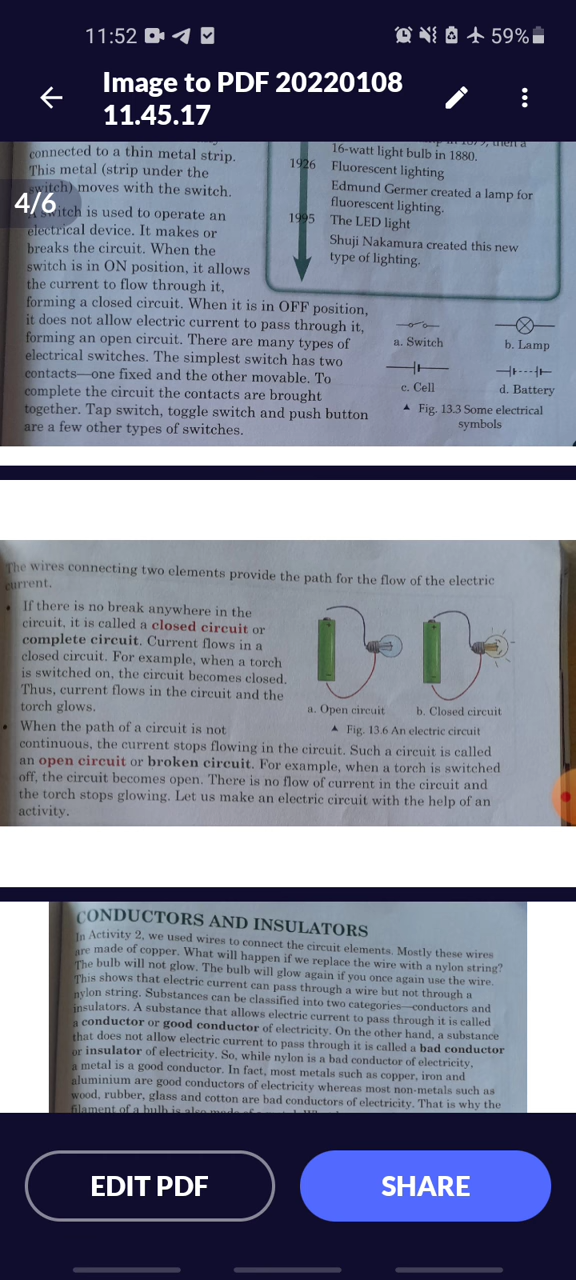 11:52
59%
Image to PDF 20220108
11.45.17
4/6
connected to a thin metal strip.
This metal (strip under the
switch) moves with the switch.
switch is used to operate an
electrical device. It makes or
breaks the circuit. When the
switch is in ON position, it allows
the current to flow through it,
forming a closed circuit. When it is in OFF position,
it does not allow electric current to pass through it,
forming an open circuit. There are many types of
electrical switches. The simplest switch has two
contacts—one fixed and the other movable. To
complete the circuit the contacts are brought
together. Tap switch, toggle switch and push button
are a few other types of switches.
16-watt light bulb in 1880.
1926 Fluorescent lighting
Edmund Germer created a lamp for
fluorescent lighting.
1995 The LED light
Shuji Nakamura created this new
type of lighting.
a. Switch
b. Lamp
c. Cell
d. Battery
▲ Fig. 13.3 Some electrical
symbols
The wires connecting two elements provide the path for the flow of the electric
current.
• If there is no break anywhere in the
circuit, it is called a closed circuit or
complete circuit. Current flows in a
closed circuit. For example, when a torch
is switched on, the circuit becomes closed.
Thus, current flows in the circuit and the
torch glows.
a. Open circuit
b. Closed circuit
▲ Fig. 13.6 An electric circuit
• When the path of a circuit is not
continuous, the current stops flowing in the circuit. Such a circuit is called
an open circuit or broken circuit. For example, when a torch is switched
off, the circuit becomes open. There is no flow of current in the circuit and
the torch stops glowing. Let us make an electric circuit with the help of an
activity.
CONDUCTORS AND INSULATORS
In Activity 2, we used wires to connect the circuit elements. Mostly these wires
are made of copper. What will happen if we replace the wire with a nylon string?
The bulb will not glow. The bulb will glow again if you once again use the wire.
This shows that electric current can pass through a wire but not through a
nylon string. Substances can be classified into two categories—conductors and
insulators. A substance that allows electric current to pass through it is called
a conductor or good conductor of electricity. On the other hand, a substance
that does not allow electric current to pass through it is called a bad conductor
or insulator of electricity. So, while nylon is a bad conductor of electricity,
a metal is a good conductor. In fact, most metals such as copper, iron and
aluminium are good conductors of electricity whereas most non-metals such as
wood, rubber, glass and cotton are bad conductors of electricity. That is why the
filament of a bulb is also made of a
EDIT PDF
SHARE